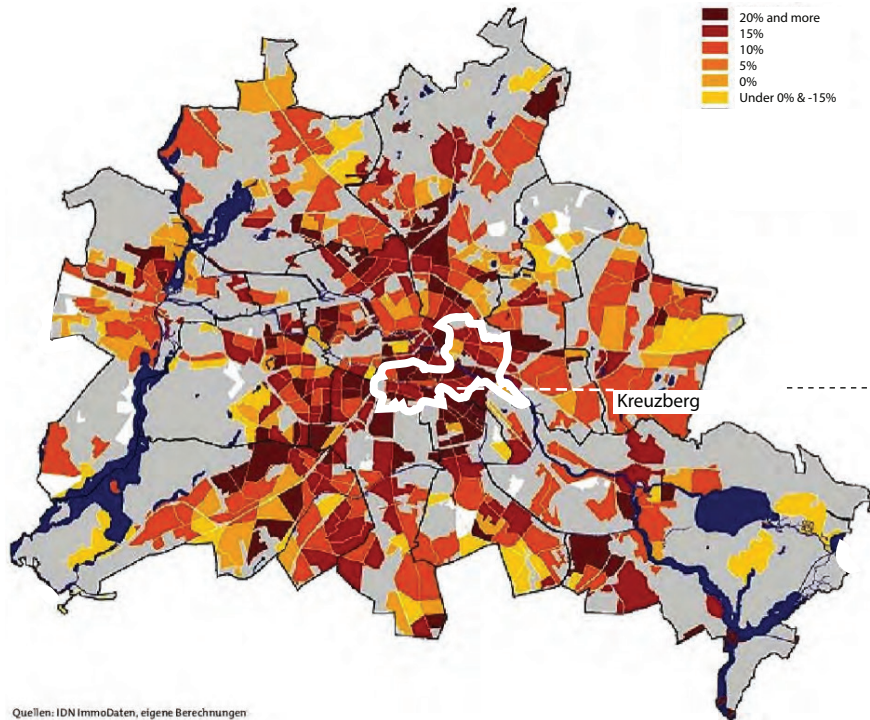 20% and more
15%
10%
5%
0%
Under 0% & -15%
Kreuzberg
Quellen: IDN ImmoDaten, eigene Berechnungen